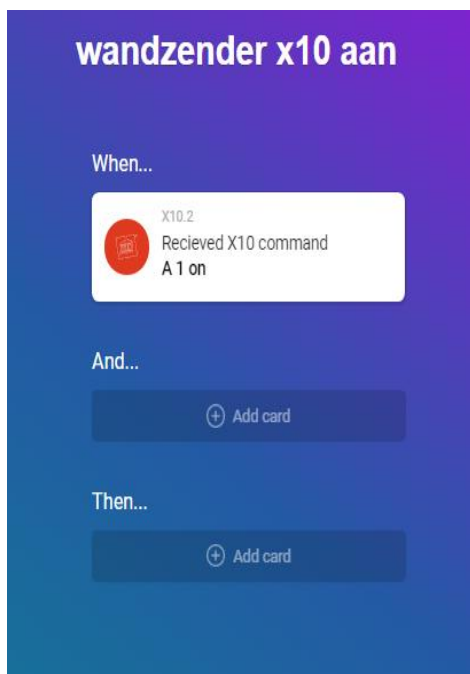 wandzender x10 aan
When...
X10.2
Recieved X10 command
A 1 on
And...
Add card
Then...
Add card